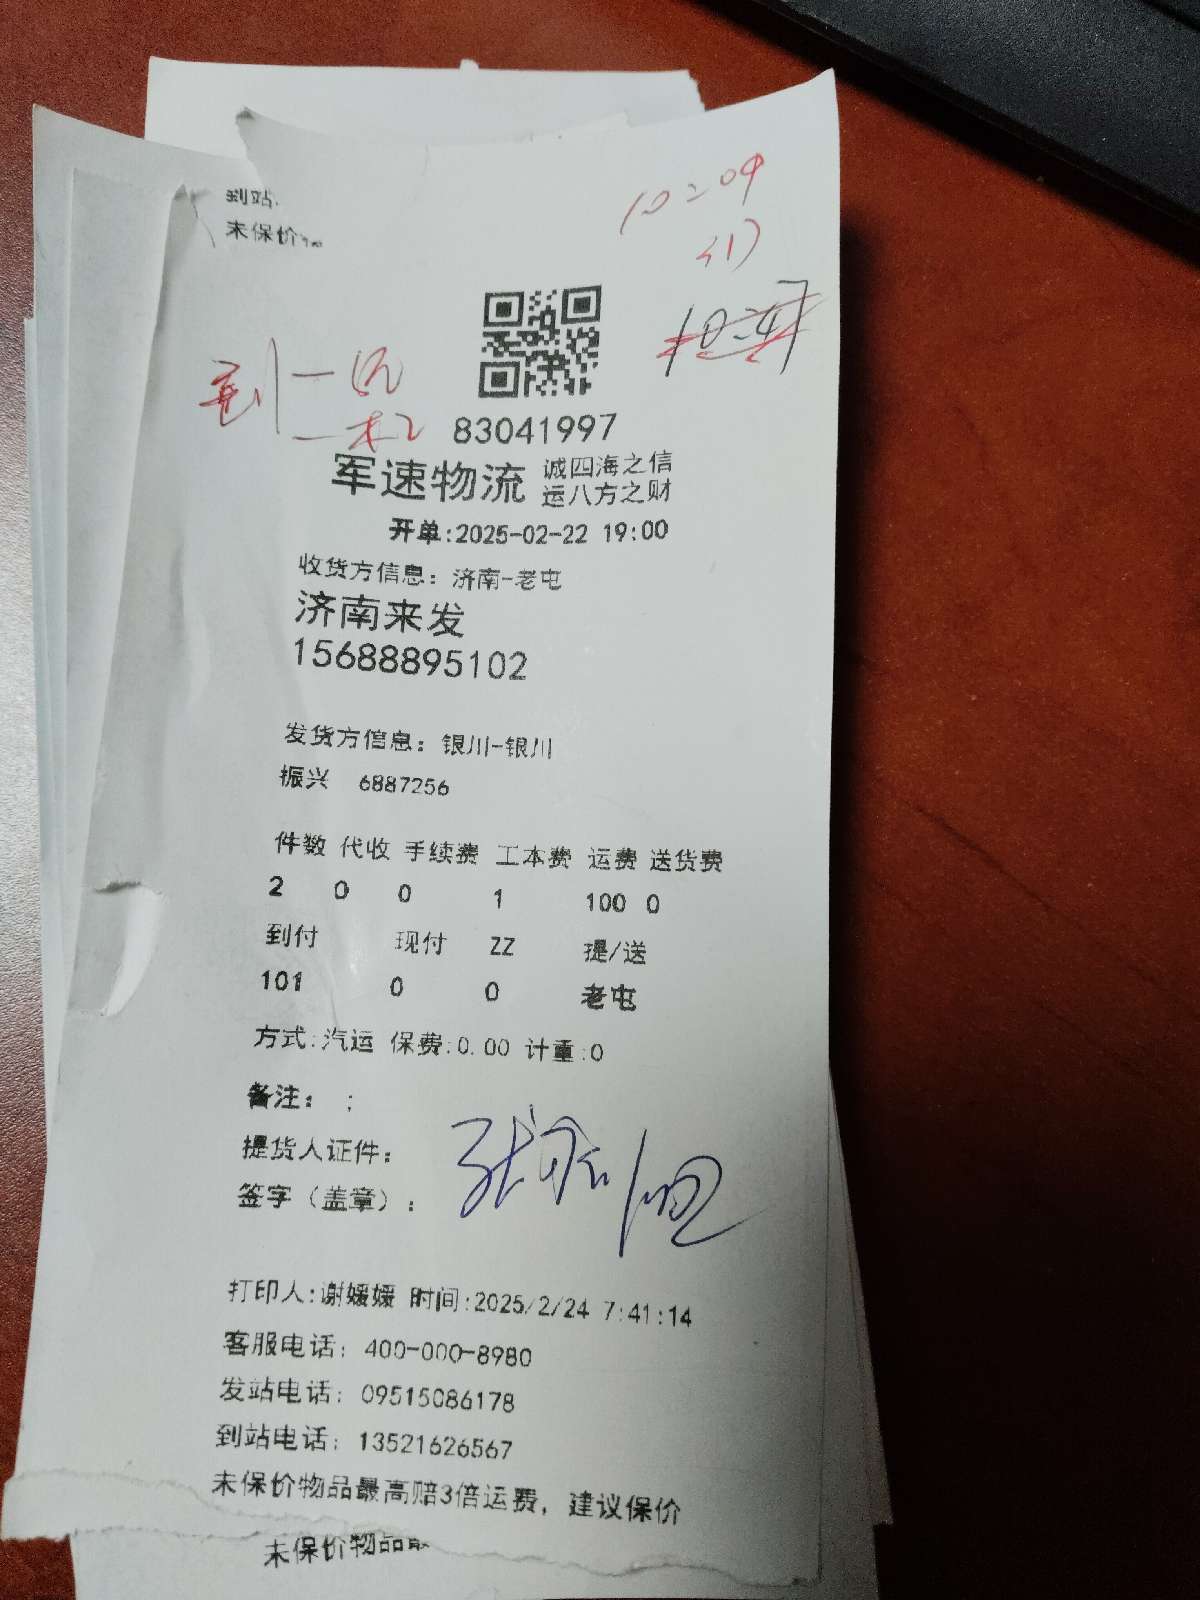 到站
未保价
10:09
83041997
军速物流 诚四海之信
运八方之财
开单:2025-02-22 19:00
收货方信息：济南-老屯
济南来发
15688895102
发货方信息：银川-银川
振兴 6887256
件数 代收 手续费 工本费 运费 送货费
2 0 0 1 100 0
到付 现付 ZZ 提/送
101 0 0 老屯
方式:汽运 保费:0.00 计重:0
备注： ;
提货人证件：
签字（盖章）：
打印人:谢媛媛 时间:2025/2/24 7:41:14
客服电话：400-000-8980
发站电话：09515086178
到站电话：13521626567
未保价物品最高赔3倍运费，建议保价
未保价物品